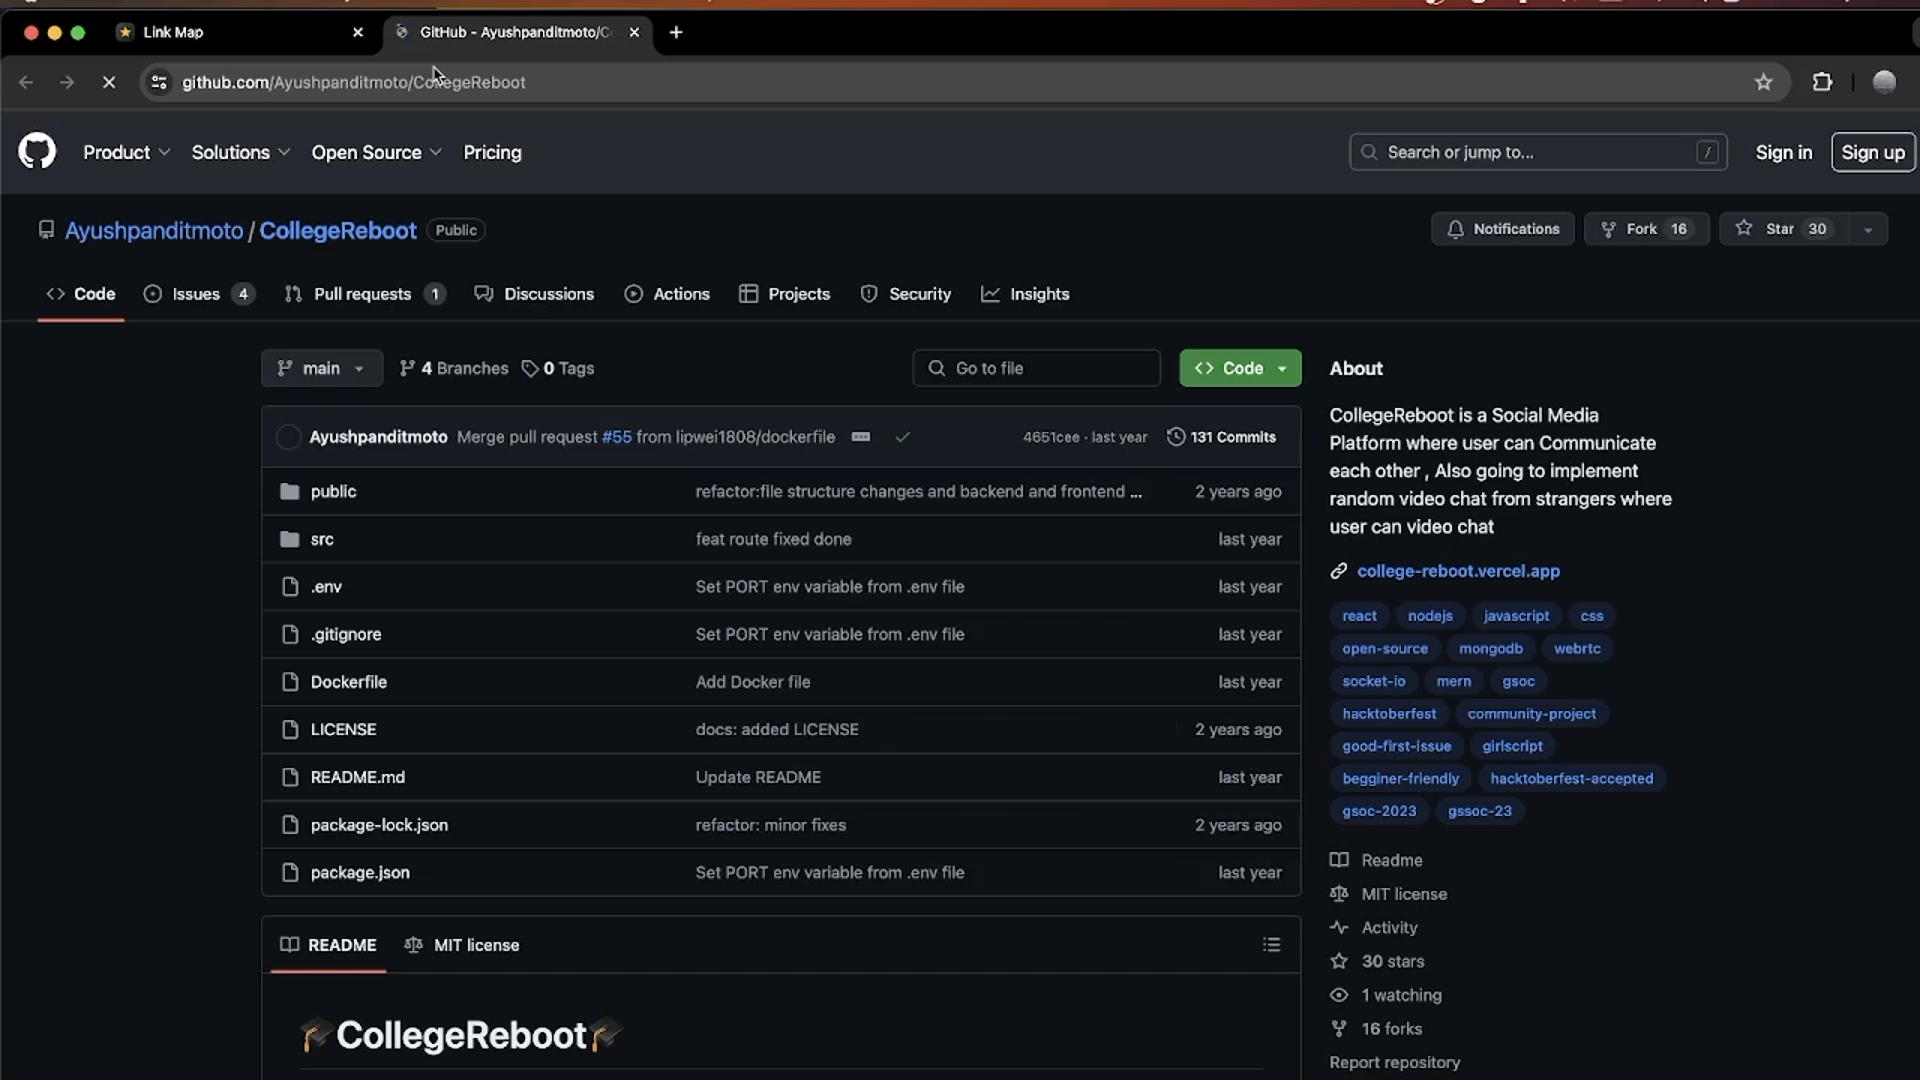 Link Map
GitHub - Ayushpanditmoto/C
github.com/Ayushpanditmoto/CollegeReboot
Product Solutions Open Source Pricing
Search or jump to... /
Sign in Sign up
Ayushpanditmoto / CollegeReboot Public
Notifications Fork 16 Star 30
Code Issues 4 Pull requests 1 Discussions Actions Projects Security Insights
main 4 Branches 0 Tags
Go to file Code
Ayushpanditmoto Merge pull request #55 from lipwei1808/dockerfile 4651cee · last year 131 Commits
public refactor:file structure changes and backend and frontend ... 2 years ago
src feat route fixed done last year
.env Set PORT env variable from .env file last year
.gitignore Set PORT env variable from .env file last year
Dockerfile Add Docker file last year
LICENSE docs: added LICENSE 2 years ago
README.md Update README last year
package-lock.json refactor: minor fixes 2 years ago
package.json Set PORT env variable from .env file last year
README MIT license
CollegeReboot
About
CollegeReboot is a Social Media
Platform where user can Communicate
each other , Also going to implement
random video chat from strangers where
user can video chat
college-reboot.vercel.app
react nodejs javascript css
open-source mongodb webrtc
socket-io mern gsoc
hacktoberfest community-project
good-first-issue girlscript
begginer-friendly hacktoberfest-accepted
gsoc-2023 gssoc-23
Readme
MIT license
Activity
30 stars
1 watching
16 forks
Report repository